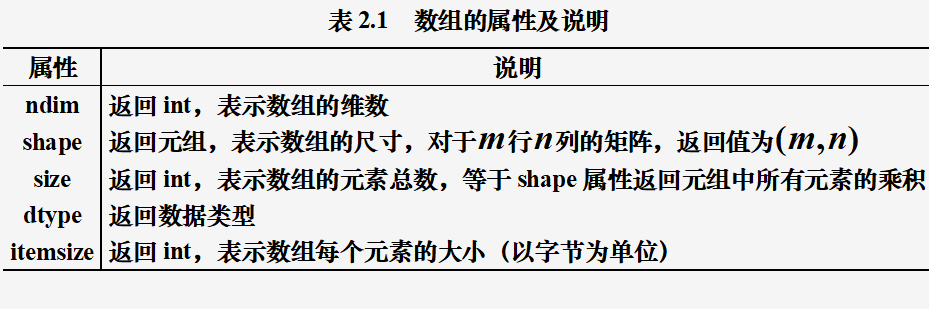 表 2.1 数组的属性及说明
属性 说明
ndim 返回 int，表示数组的维数
shape 返回元组，表示数组的尺寸，对于m行n列的矩阵，返回值为(m,n)
size 返回 int，表示数组的元素总数，等于 shape 属性返回元组中所有元素的乘积
dtype 返回数据类型
itemsize 返回 int，表示数组每个元素的大小（以字节为单位）